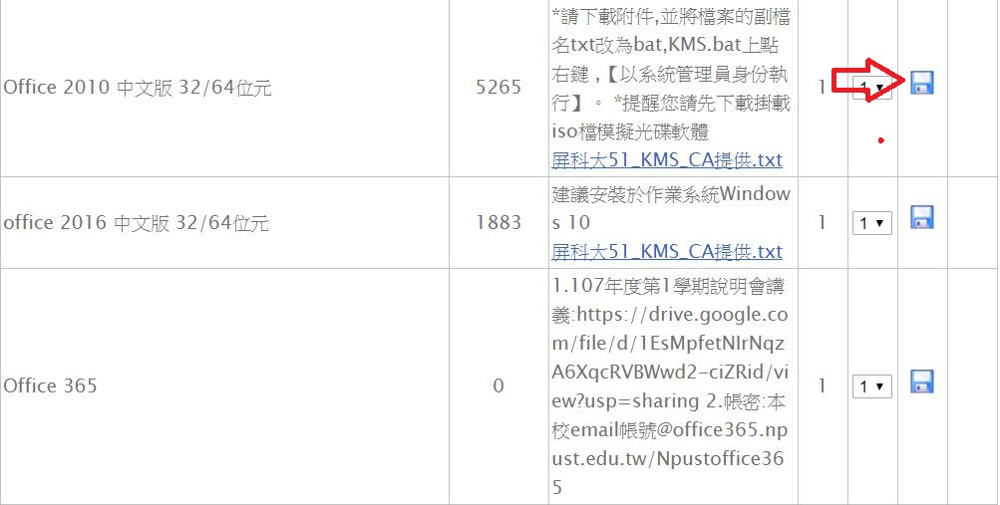 *請下載附件,並將檔案的副檔
名txt改為bat,KMS.bat上點
右鍵 ,【以系統管理員身份執
Office 2010 中文版 32/64位元 5265 1 1
行】。 *提醒您請先下載掛載
iso檔模擬光碟軟體
屏科大51_KMS_CA提供.txt
建議安裝於作業系統Window
office 2016 中文版 32/64位元 1883 s 10 1 1
屏科大51_KMS_CA提供.txt
1.107年度第1學期說明會講
義:https://drive.google.co
m/file/d/1EsMpfetNIrNqz
Office 365 0 A6XqcRVBWwd2-ciZRid/vi 1 1
ew?usp=sharing 2.帳密:本
校email帳號@office365.np
ust.edu.tw/Npustoffice36
5